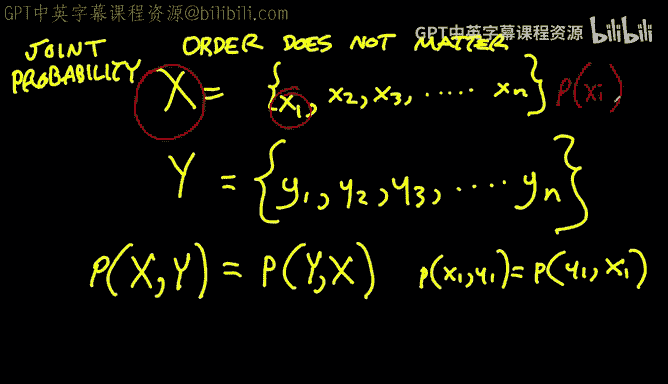 GPT中英字幕课程资源@bilibili.com
GPT中英字幕课程资源 bilibili
JOINT PROBABILITY
ORDER DOES NOT MATTER
X = {x1, x2, x3, ..... xn} P(xi)
Y = {y1, y2, y3, .... yn}
P(X,Y) = P(Y,X) p(x1,y1) = P(y1,x1)